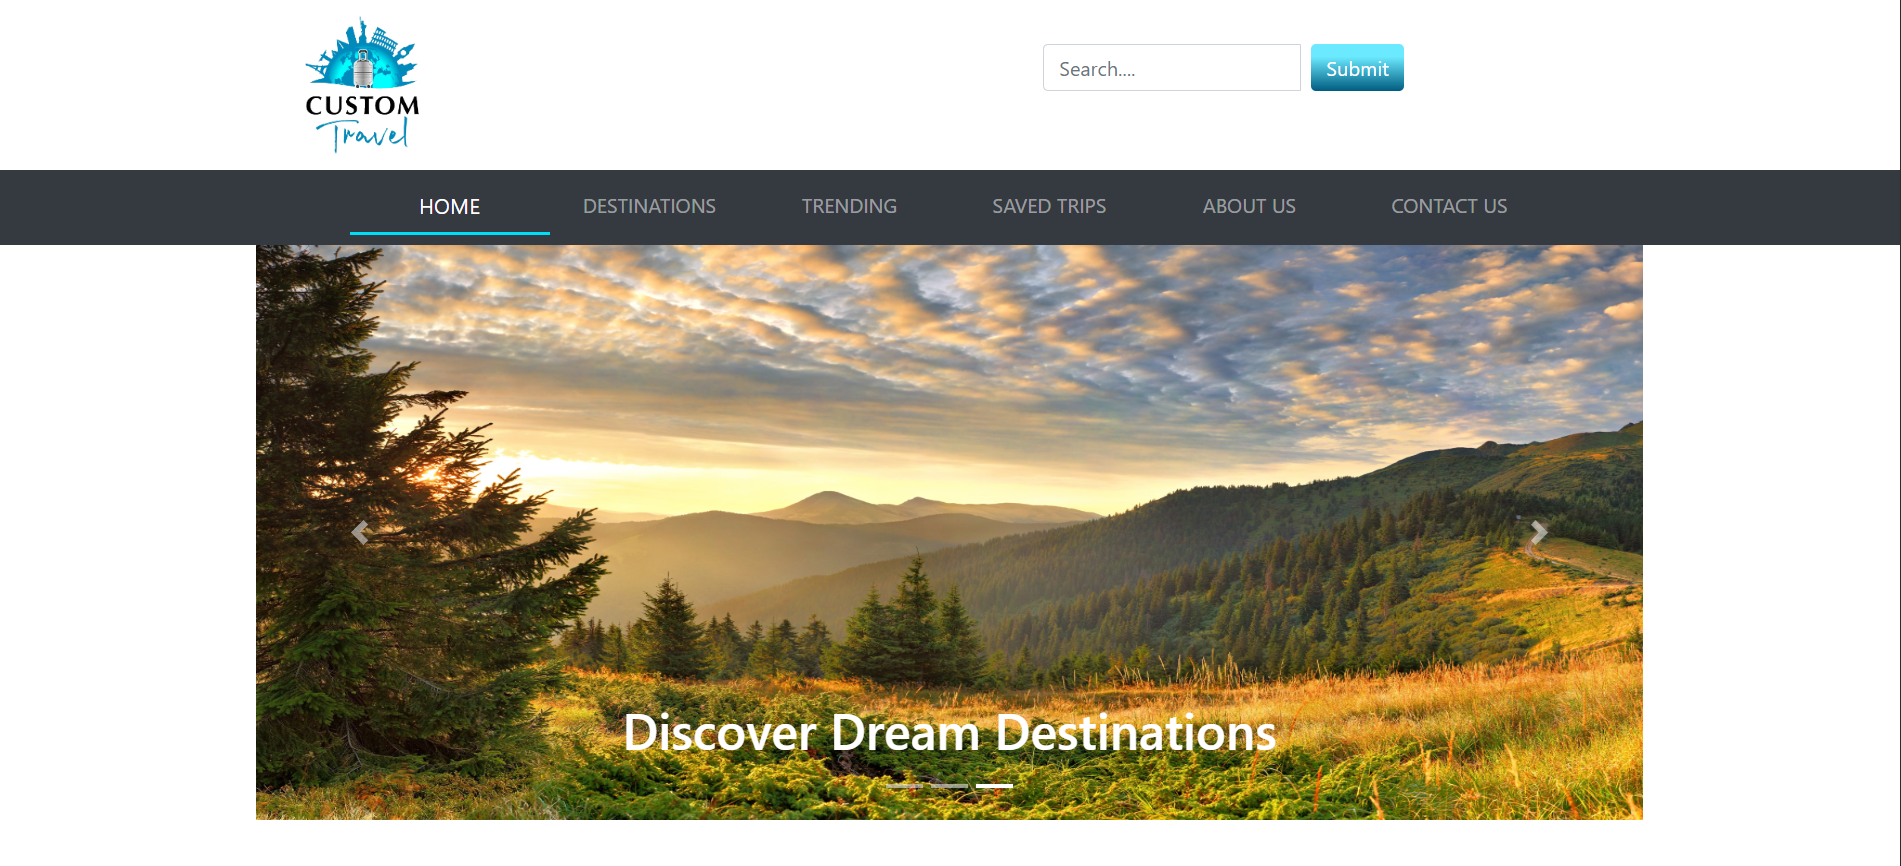 CUSTOM
Travel
Search....
Submit
HOME
DESTINATIONS
TRENDING
SAVED TRIPS
ABOUT US
CONTACT US
Discover Dream Destinations